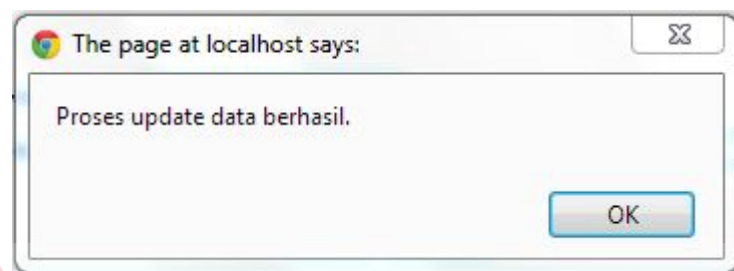 The page at localhost says:
Proses update data berhasil.
OK